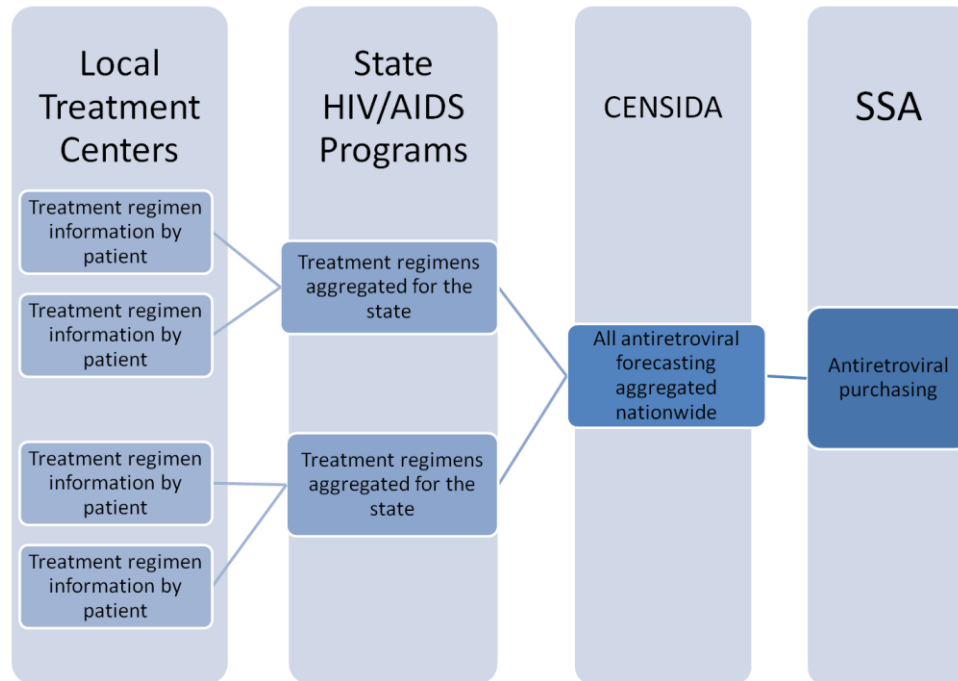 Local
Treatment
Centers
Treatment regimen
information by
patient
Treatment regimen
information by
patient
Treatment regimen
information by
patient
Treatment regimen
information by
patient
State
HIV/AIDS
Programs
Treatment regimens
aggregated for the
state
Treatment regimens
aggregated for the
state
CENSIDA
All antiretroviral
forecasting
aggregated
nationwide
SSA
Antiretroviral
purchasing